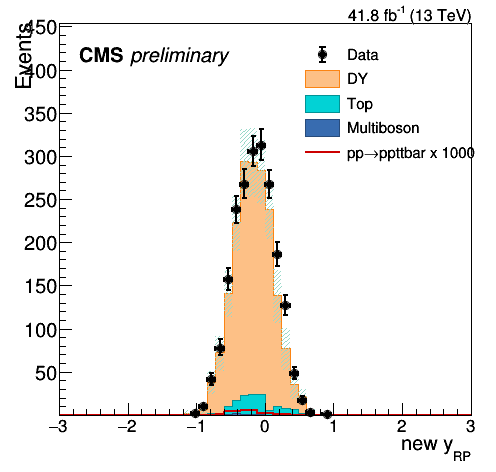 41.8 fb⁻¹ (13 TeV)
Events
CMS preliminary
Data
DY
Top
Multiboson
pp→ppttbar x 1000
450
400
350
300
250
200
150
100
50
−3 −2 −1 0 1 2 3
new y_RP